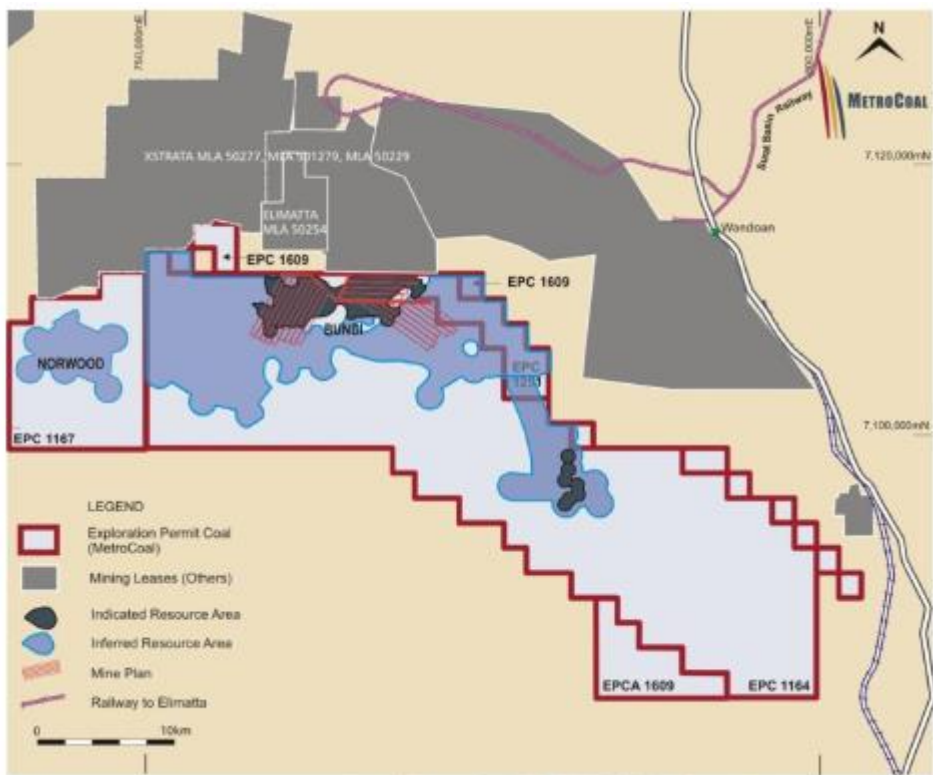 750,000mE
800,000mE
N
METROCOAL
Surat Basin Railway
XSTRATA MLA 50277, MLA 501279, MLA 50229
7,120,000mN
ELIMATTA
MLA 50254
Wandoan
EPC 1609
EPC 1609
BUNDI
NORWOOD
EPC
1251
EPC 1167
7,100,000mN
LEGEND
Exploration Permit Coal
(MetroCoal)
Mining Leases (Others)
Indicated Resource Area
Inferred Resource Area
Mine Plan
Railway to Elimatta
EPCA 1609
EPC 1164
0
10km